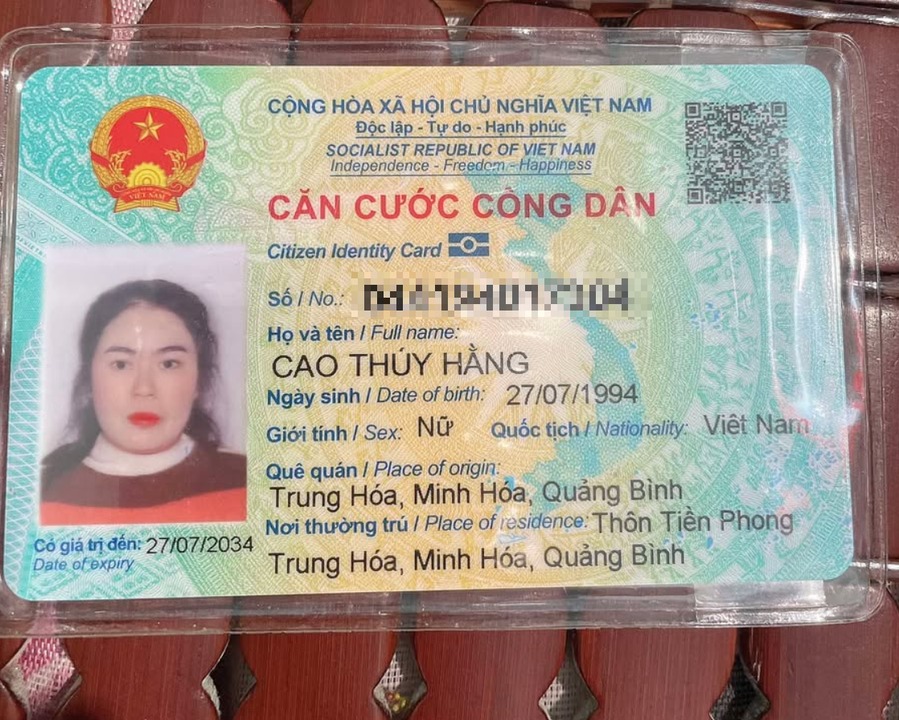 CỘNG HÒA XÃ HỘI CHỦ NGHĨA VIỆT NAM
Độc lập - Tự do - Hạnh phúc
SOCIALIST REPUBLIC OF VIET NAM
Independence - Freedom - Happiness
CĂN CƯỚC CÔNG DÂN
Citizen Identity Card
Số / No.:
Họ và tên / Full name:
CAO THÚY HẰNG
Ngày sinh / Date of birth: 27/07/1994
Giới tính / Sex: Nữ Quốc tịch / Nationality: Việt Nam
Quê quán / Place of origin:
Trung Hóa, Minh Hóa, Quảng Bình
Nơi thường trú / Place of residence: Thôn Tiền Phong
Trung Hóa, Minh Hóa, Quảng Bình
Có giá trị đến: 27/07/2034
Date of expiry
VIỆT NAM